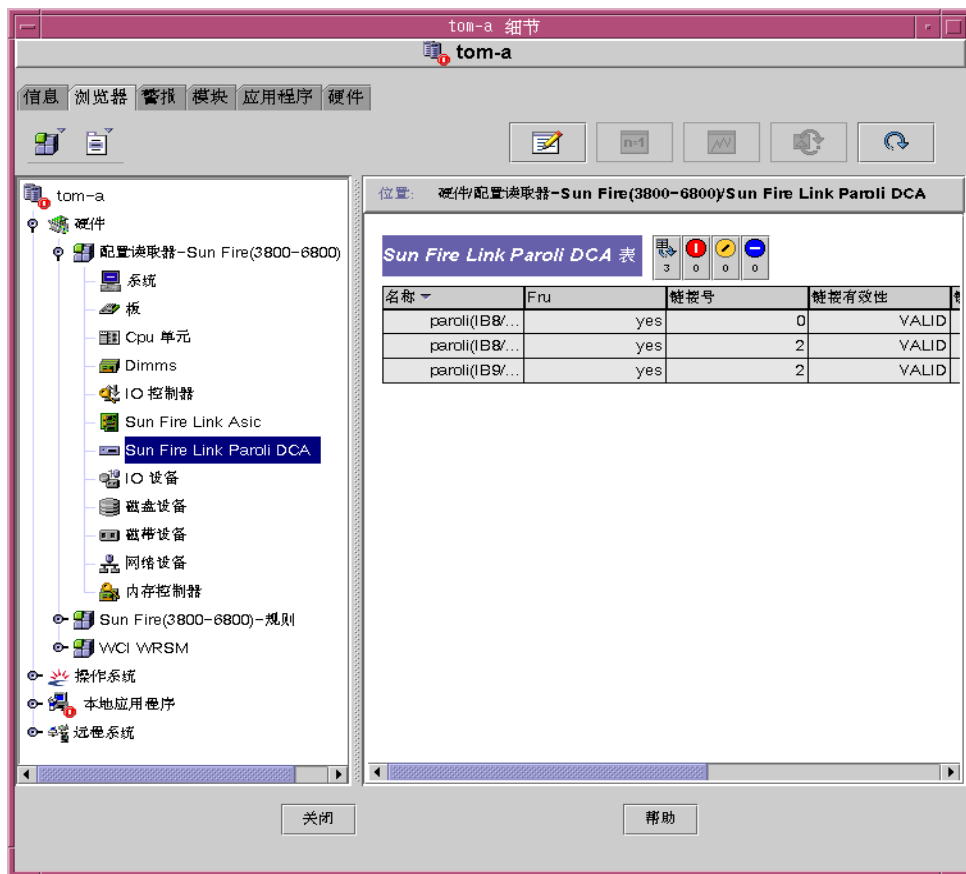 tom-a 细节
tom-a
信息 浏览器 警报 模块 应用程序 硬件
n=1
tom-a
硬件
配置读取器-Sun Fire(3800-6800)
系统
板
Cpu 单元
Dimms
IO 控制器
Sun Fire Link Asic
Sun Fire Link Paroli DCA
IO 设备
磁盘设备
磁带设备
网络设备
内存控制器
Sun Fire(3800-6800)-规则
WCI WRSM
操作系统
本地应用程序
远程系统
位置: 硬件/配置读取器-Sun Fire(3800-6800)/Sun Fire Link Paroli DCA
Sun Fire Link Paroli DCA 表
3 0 0 0
名称 Fru 链接号 链接有效性
paroli(IB8/... yes 0 VALID
paroli(IB8/... yes 2 VALID
paroli(IB9/... yes 2 VALID
关闭 帮助